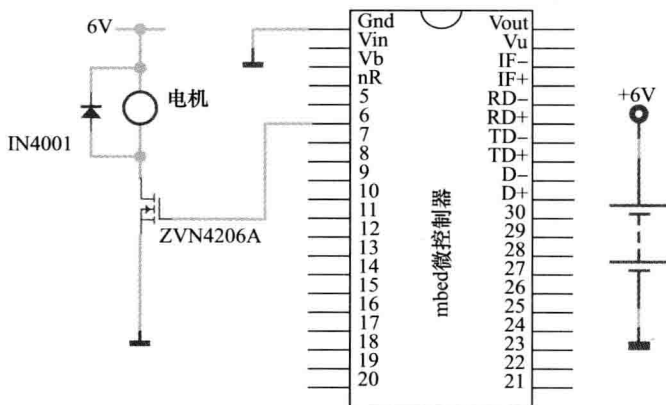 6V
电机
IN4001
ZVN4206A
Gnd
Vin
Vb
nR
5
6
7
8
9
10
11
12
13
14
15
16
17
18
19
20
mbed微控制器
Vout
Vu
IF−
IF+
RD−
RD+
TD−
TD+
D−
D+
30
29
28
27
26
25
24
23
22
21
+6V